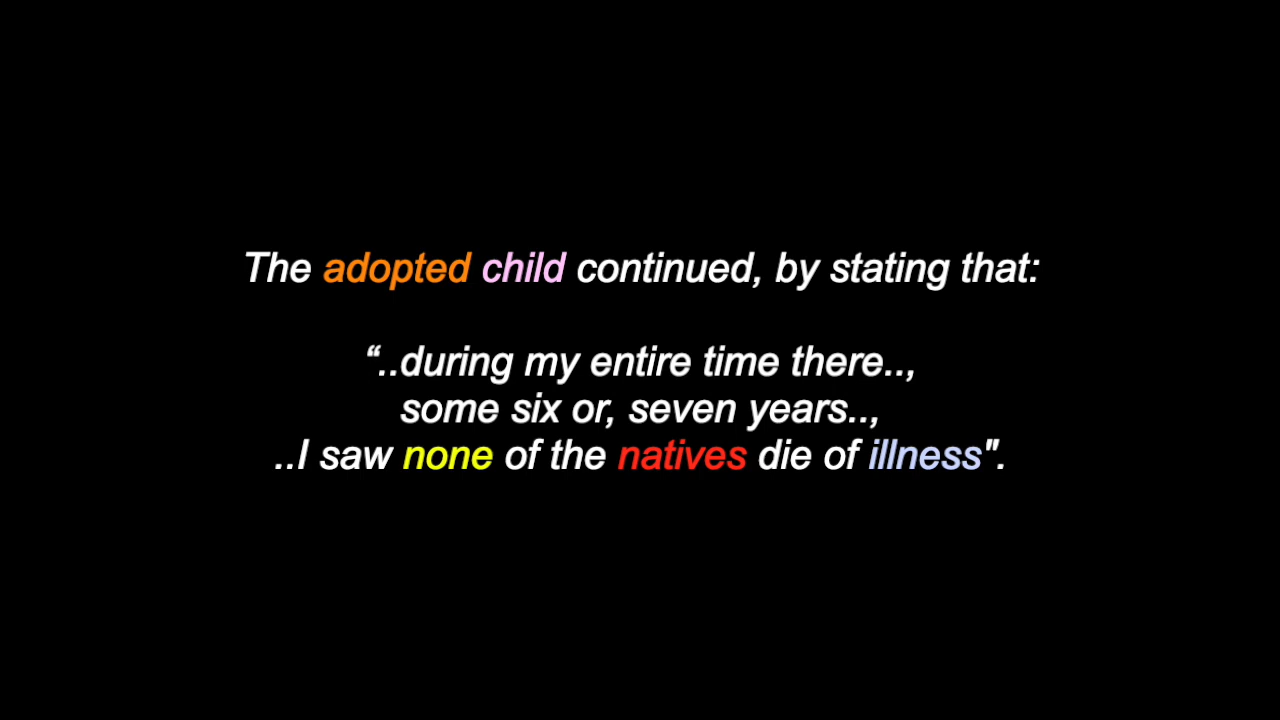 The adopted child continued, by stating that:
“..during my entire time there..,
some six or, seven years..,
..I saw none of the natives die of illness".